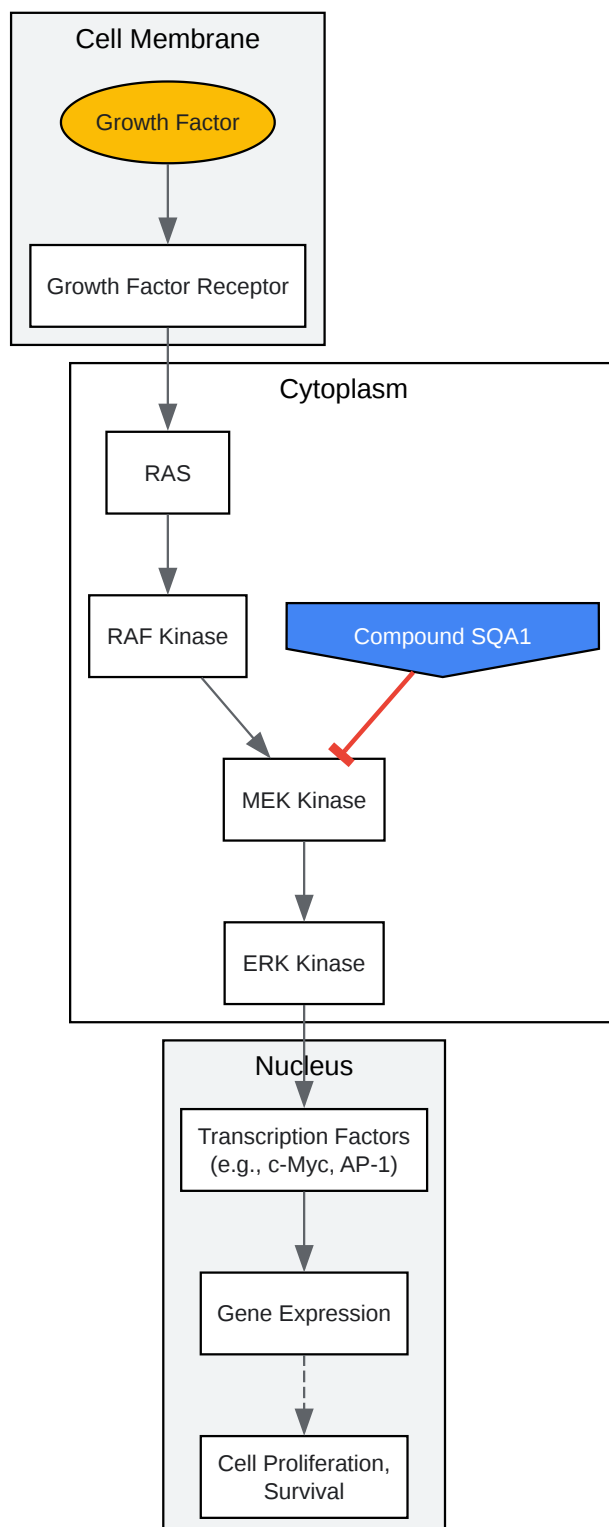 Cell Membrane
Growth Factor
Growth Factor Receptor
Cytoplasm
RAS
RAF Kinase
Compound SQA1
MEK Kinase
ERK Kinase
Nucleus
Transcription Factors
(e.g., c-Myc, AP-1)
Gene Expression
Cell Proliferation,
Survival